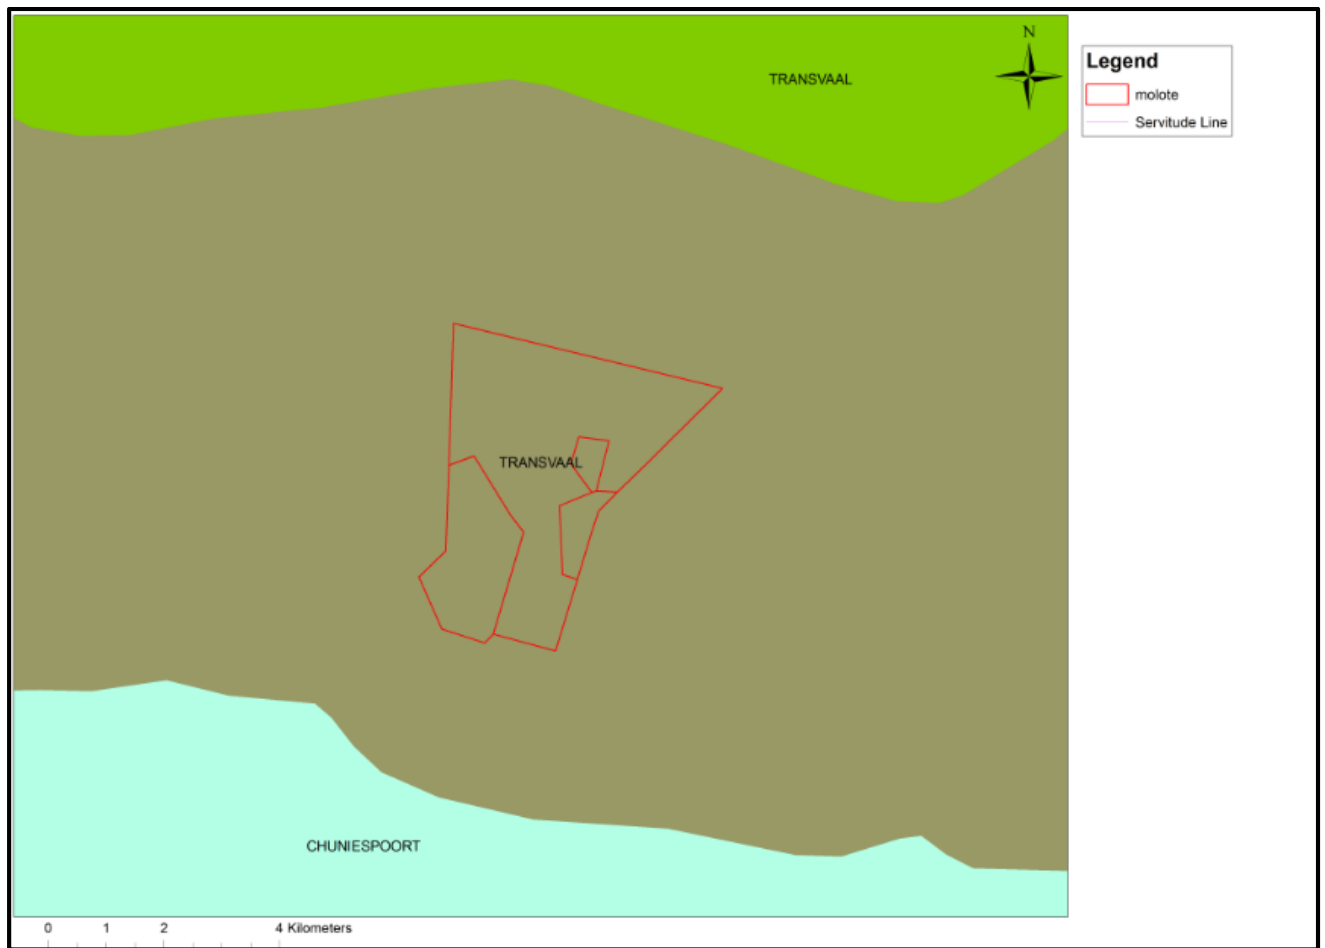 N
TRANSVAAL
Legend
molote
Servitude Line
TRANSVAAL
CHUNIESPOORT
0 1 2 4 Kilometers